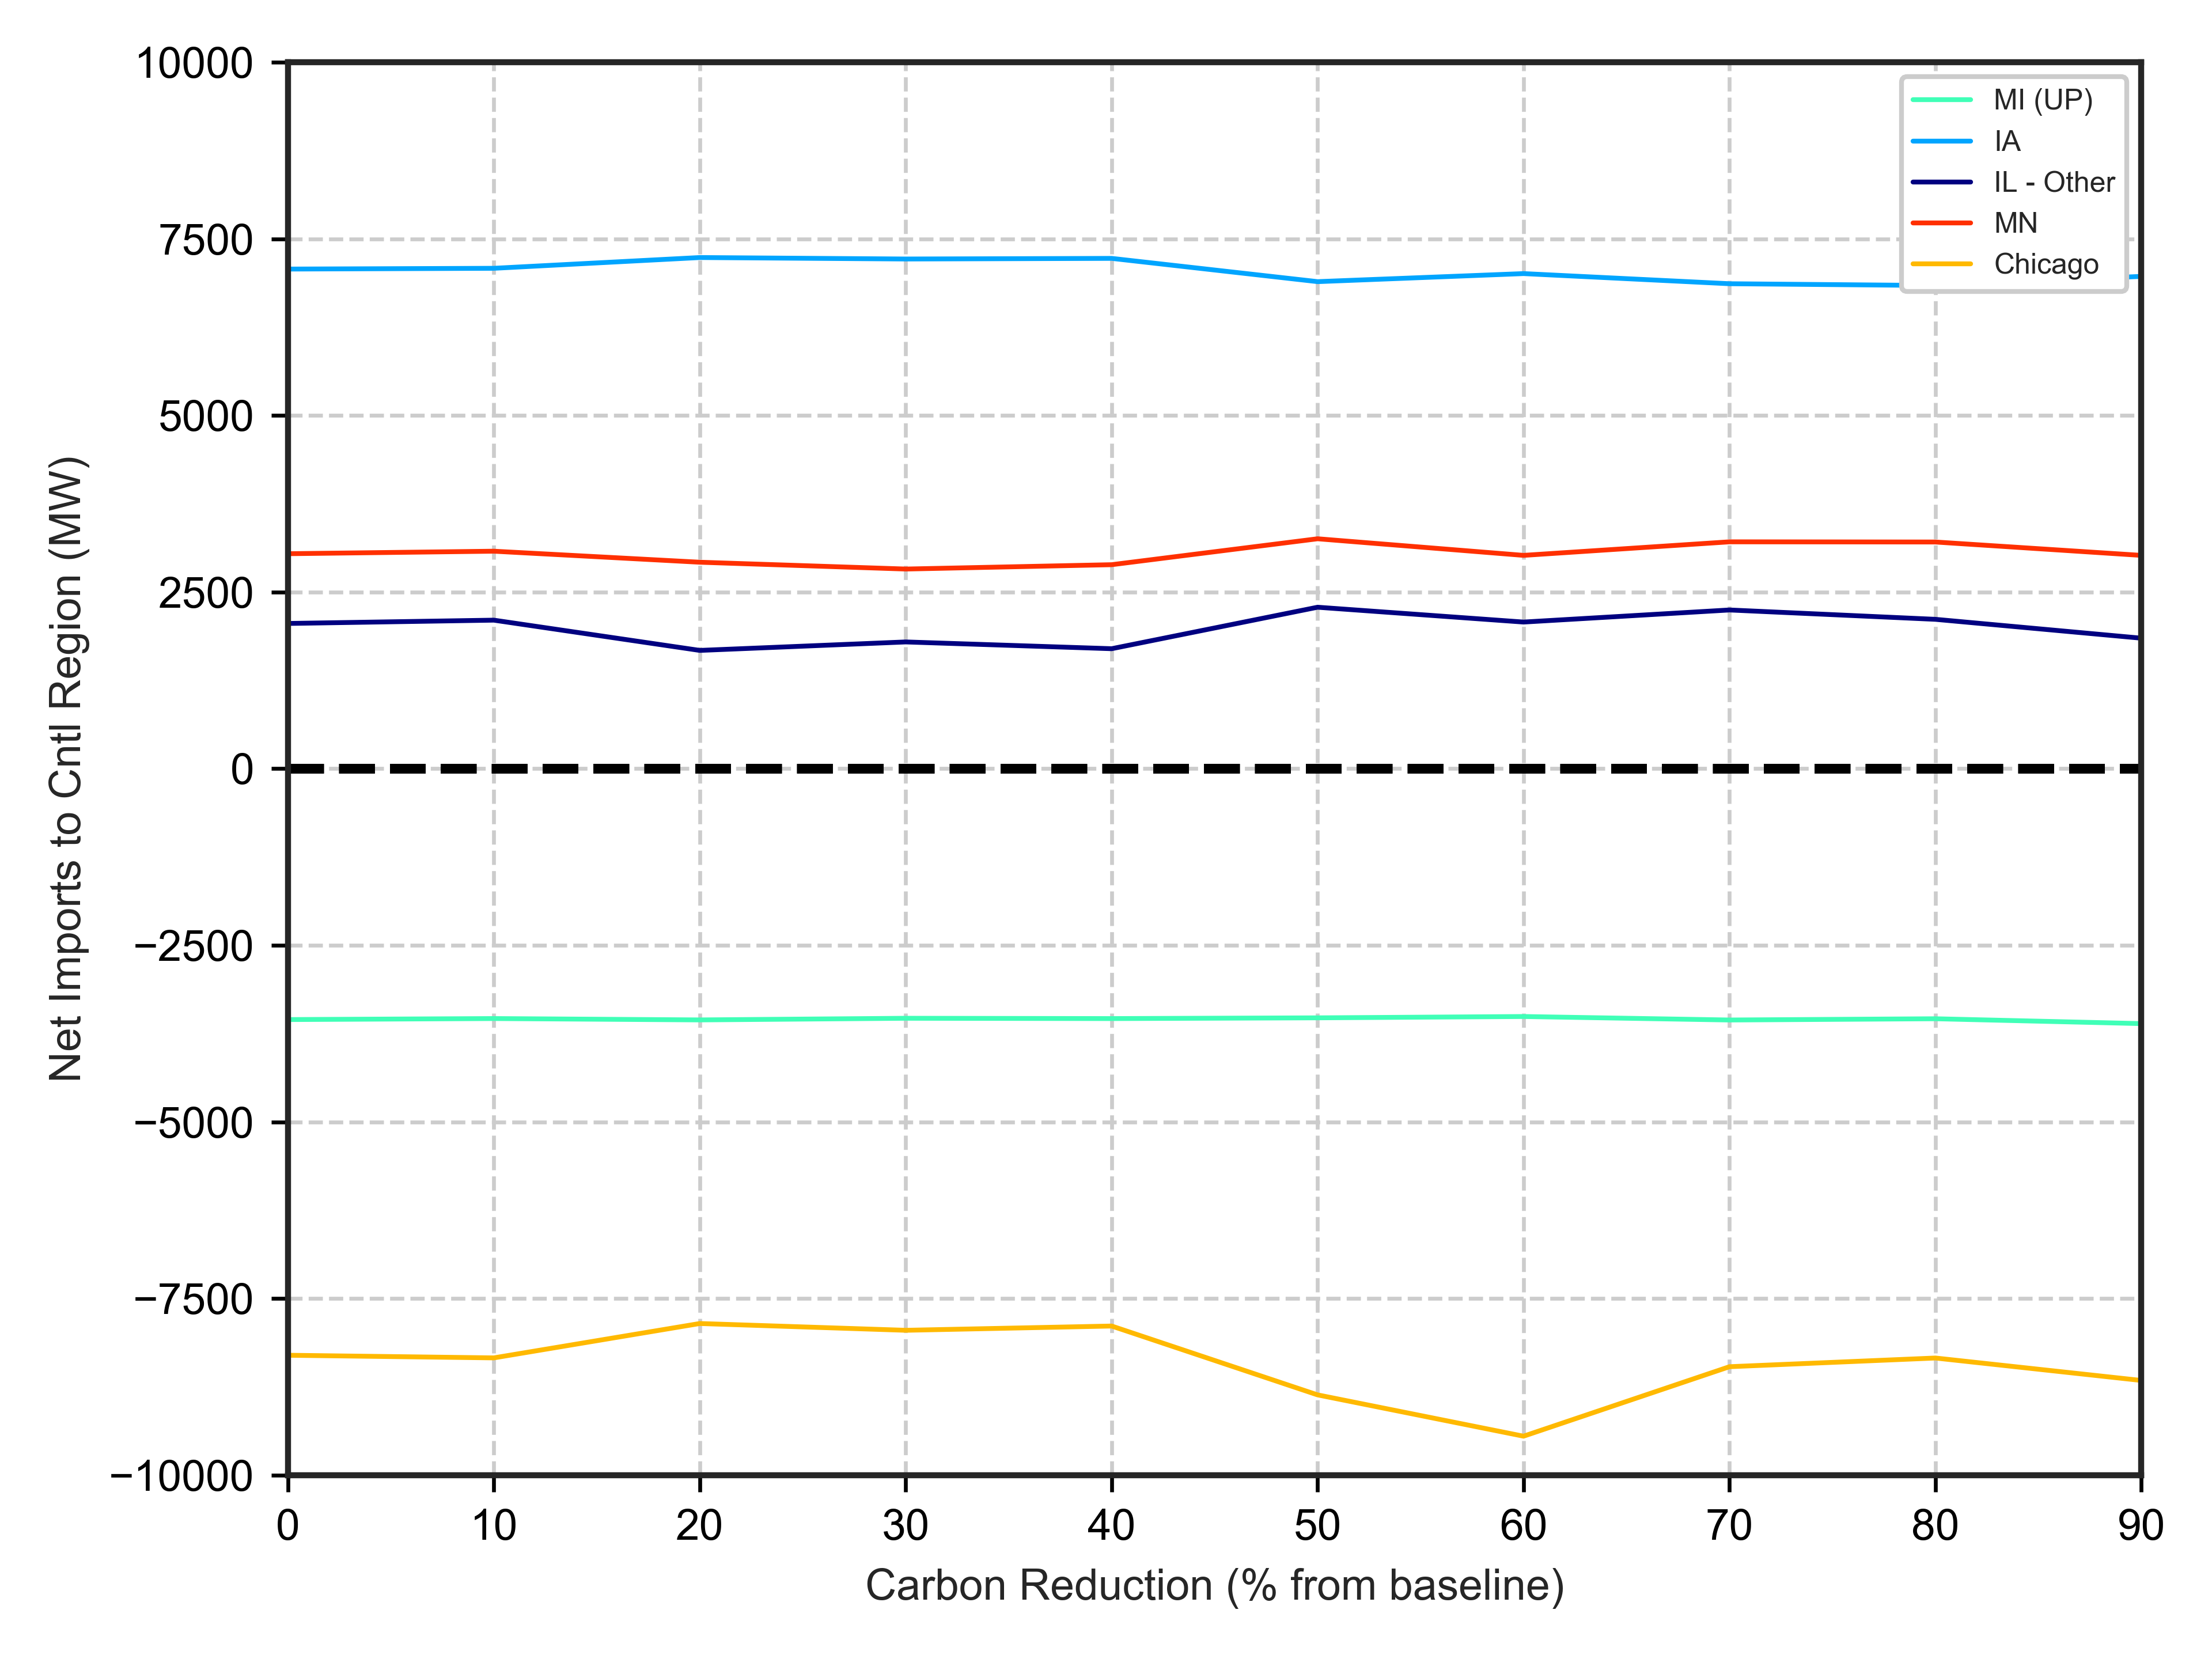 10000
7500
5000
2500
0
−2500
−5000
−7500
−10000
Net Imports to Cntl Region (MW)
MI (UP)
IA
IL - Other
MN
Chicago
0 10 20 30 40 50 60 70 80 90
Carbon Reduction (% from baseline)